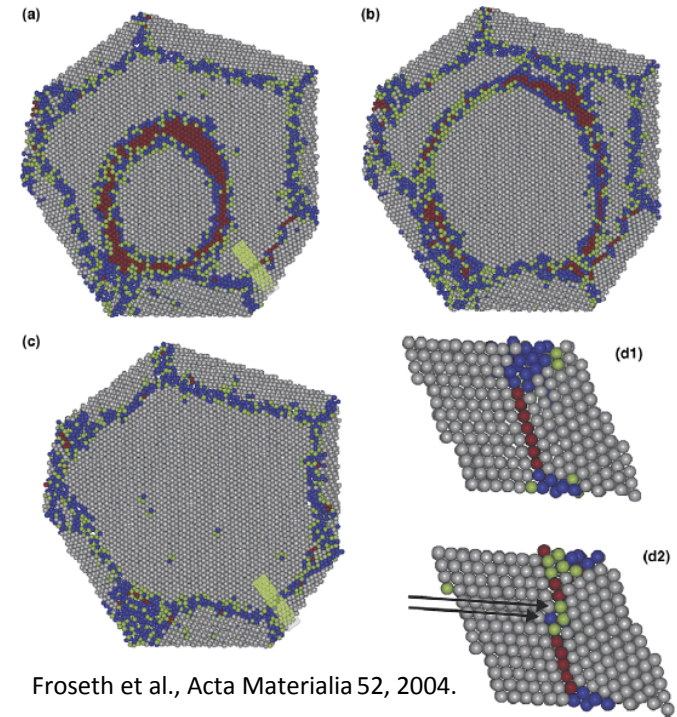 (a)
(b)
(c)
(d1)
(d2)
Froseth et al., Acta Materialia 52, 2004.